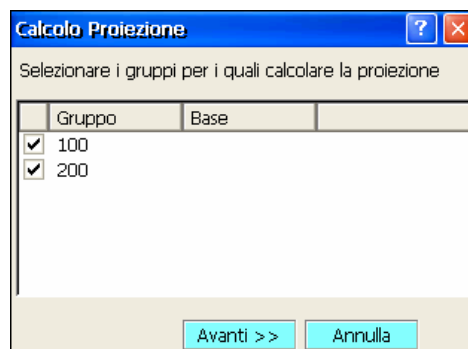 Calcolo Proiezione ? X
Selezionare i gruppi per i quali calcolare la proiezione
Gruppo Base
100
200
Avanti >> Annulla